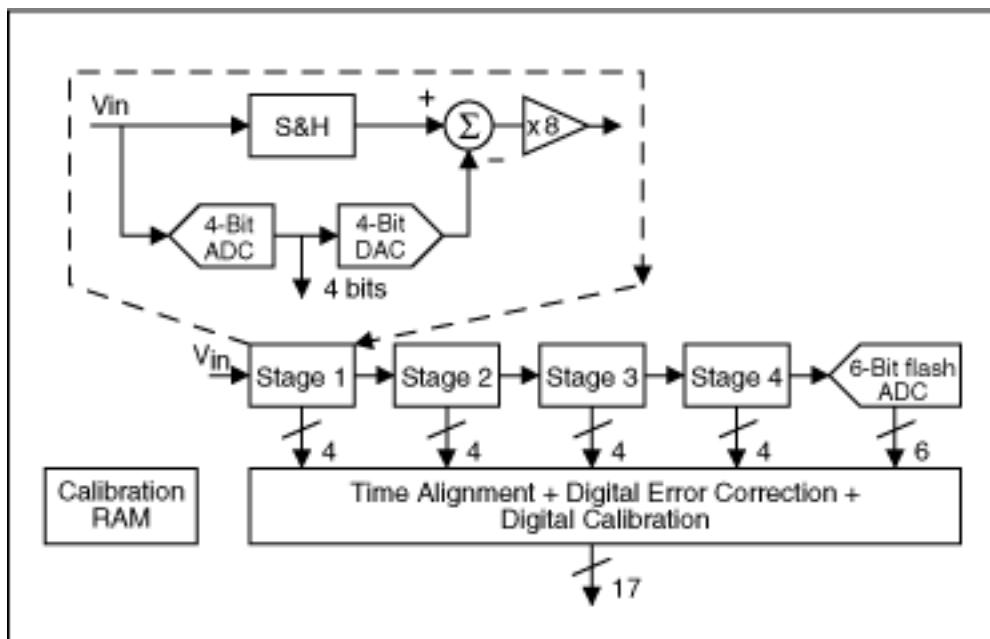 Vin
S&H
+
Σ
x 8
−
4-Bit
ADC
4-Bit
DAC
4 bits
Vin
Stage 1
Stage 2
Stage 3
Stage 4
6-Bit flash
ADC
4
4
4
4
6
Calibration
RAM
Time Alignment + Digital Error Correction +
Digital Calibration
17